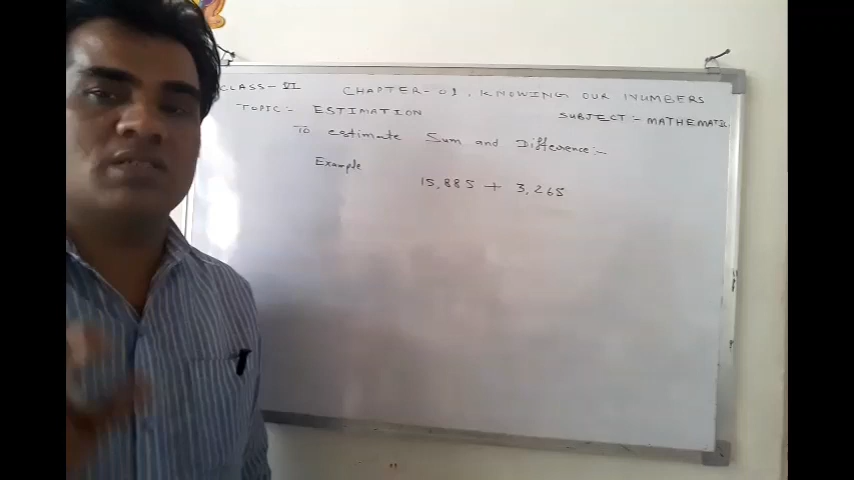 CLASS-VI CHAPTER-01, KNOWING OUR NUMBERS
TOPIC:- ESTIMATION SUBJECT:- MATHEMATIC
To estimate Sum and Difference:-
Example
15,885 + 3,265